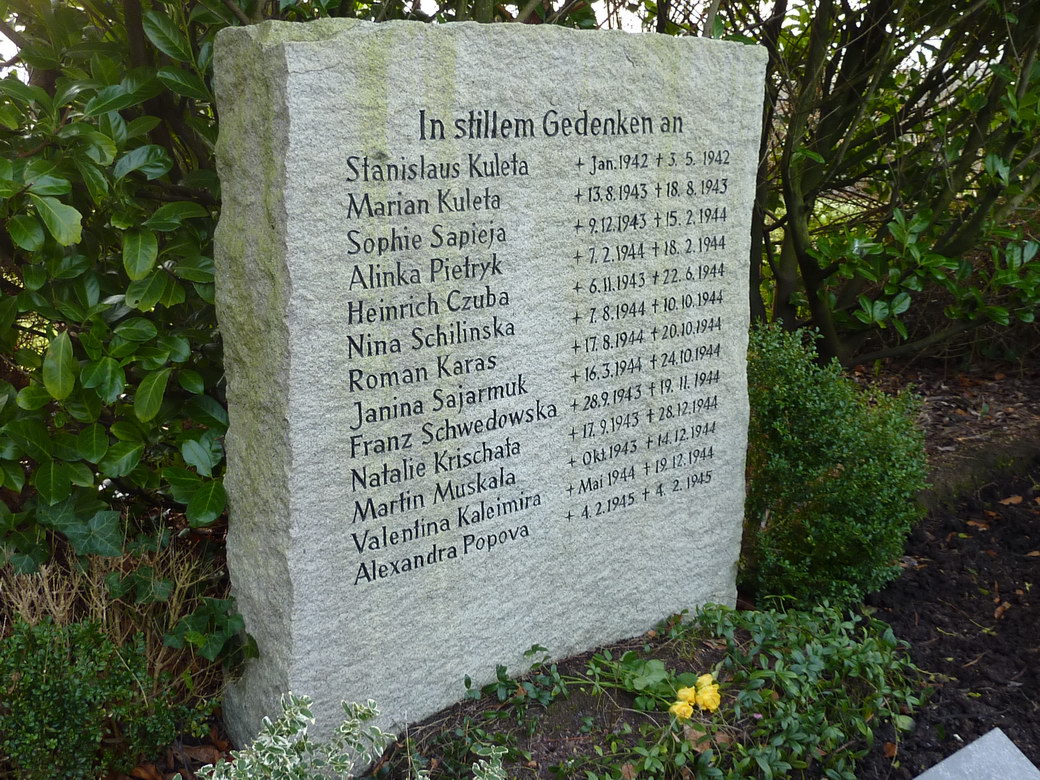 In stillem Gedenken an
Stanislaus Kuleta + Jan. 1942 + 3. 5. 1942
Marian Kuleta + 13. 8. 1943 + 18. 8. 1943
Sophie Sapieja + 9. 12. 1943 + 15. 2. 1944
Alinka Pietryk + 7. 2. 1944 + 18. 2. 1944
Heinrich Czuba + 6. 11. 1943 + 22. 6. 1944
Nina Schilinska + 7. 8. 1944 + 10. 10. 1944
Roman Karas + 17. 8. 1944 + 20. 10. 1944
Janina Sajarmuk + 16. 3. 1944 + 24. 10. 1944
Franz Schwedowska + 28. 9. 1943 + 19. 11. 1944
Natalie Krischata + 17. 9. 1943 + 28. 12. 1944
Martin Muskala + Okt. 1943 + 14. 12. 1944
Valentina Kaleimira + Mai 1944 + 19. 12. 1944
Alexandra Popova + 4. 2. 1945 + 4. 2. 1945